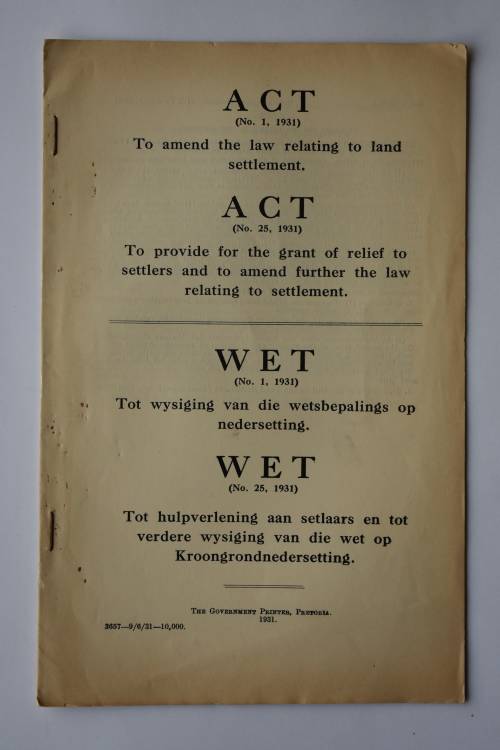 ACT
(No. 1, 1931)
To amend the law relating to land
settlement.
ACT
(No. 25, 1931)
To provide for the grant of relief to
settlers and to amend further the law
relating to settlement.
WET
(No. 1, 1931)
Tot wysiging van die wetsbepalings op
nedersetting.
WET
(No. 25, 1931)
Tot hulpverlening aan setlaars en tot
verdere wysiging van die wet op
Kroongrondnedersetting.
The Government Printer, Pretoria.
1931.
3657—9/6/31—10,000.